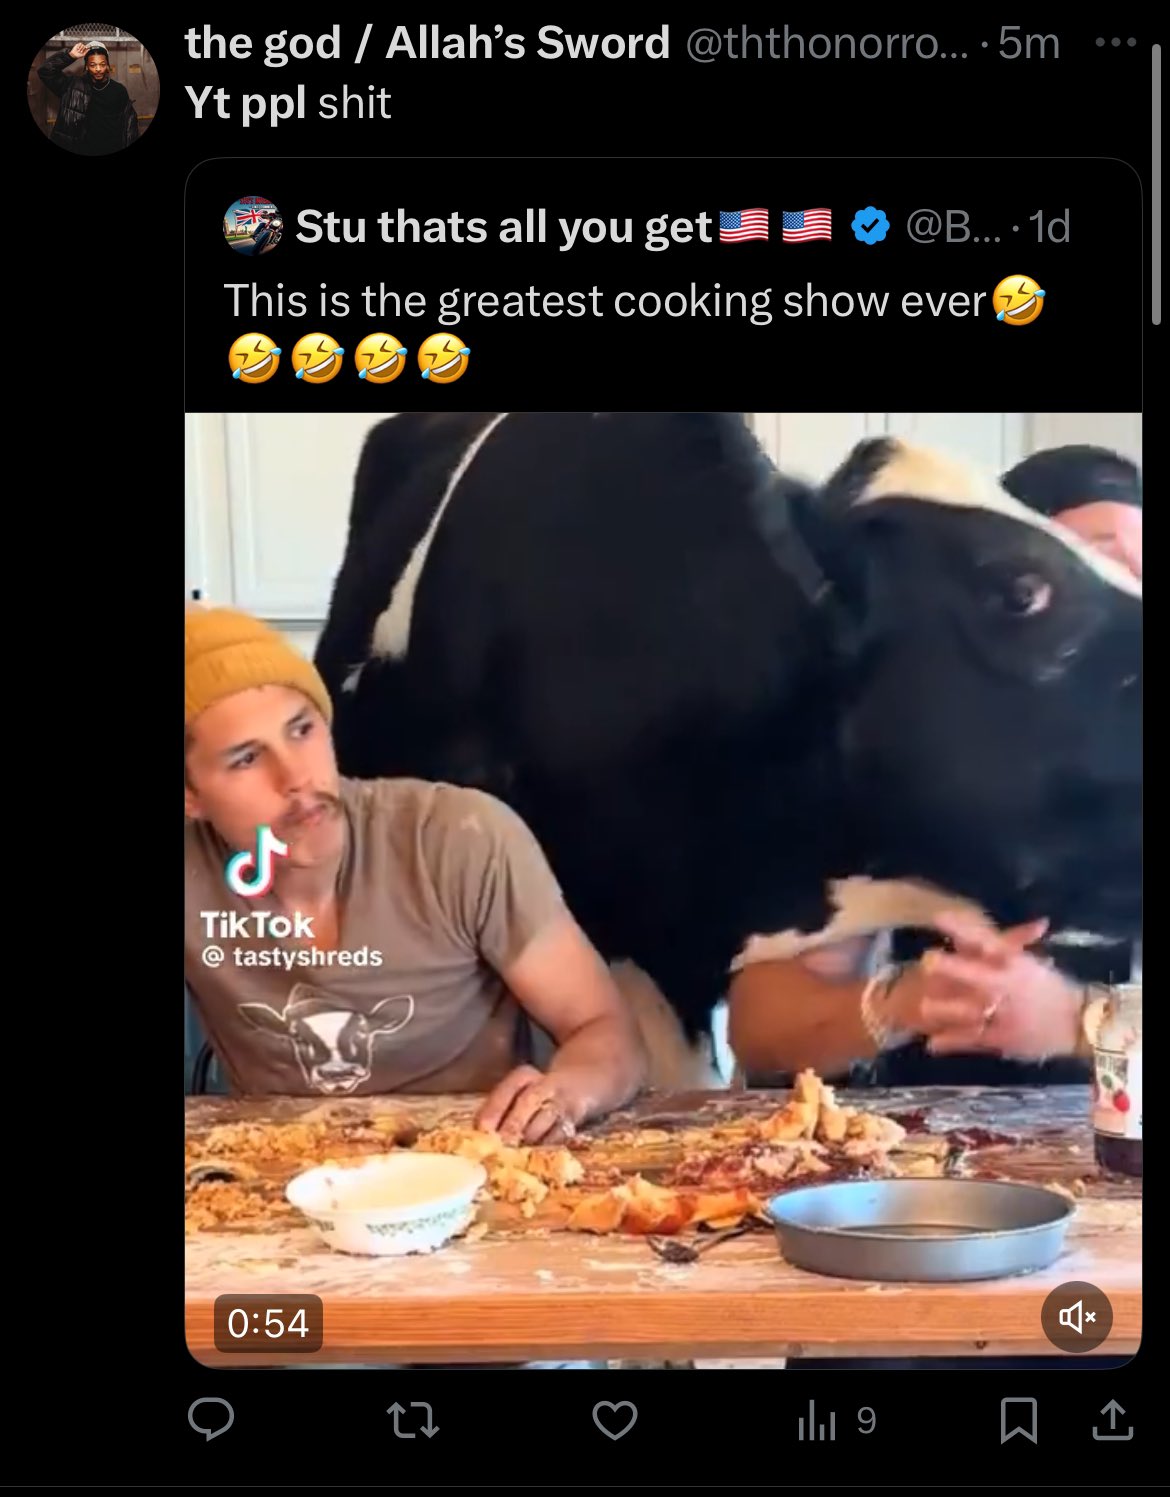 the god / Allah’s Sword @ththonorro... · 5m
Yt ppl shit
Stu thats all you get🇺🇸 🇺🇸 @B... · 1d
This is the greatest cooking show ever🤣
🤣🤣🤣🤣
TikTok
@ tastyshreds
0:54
9